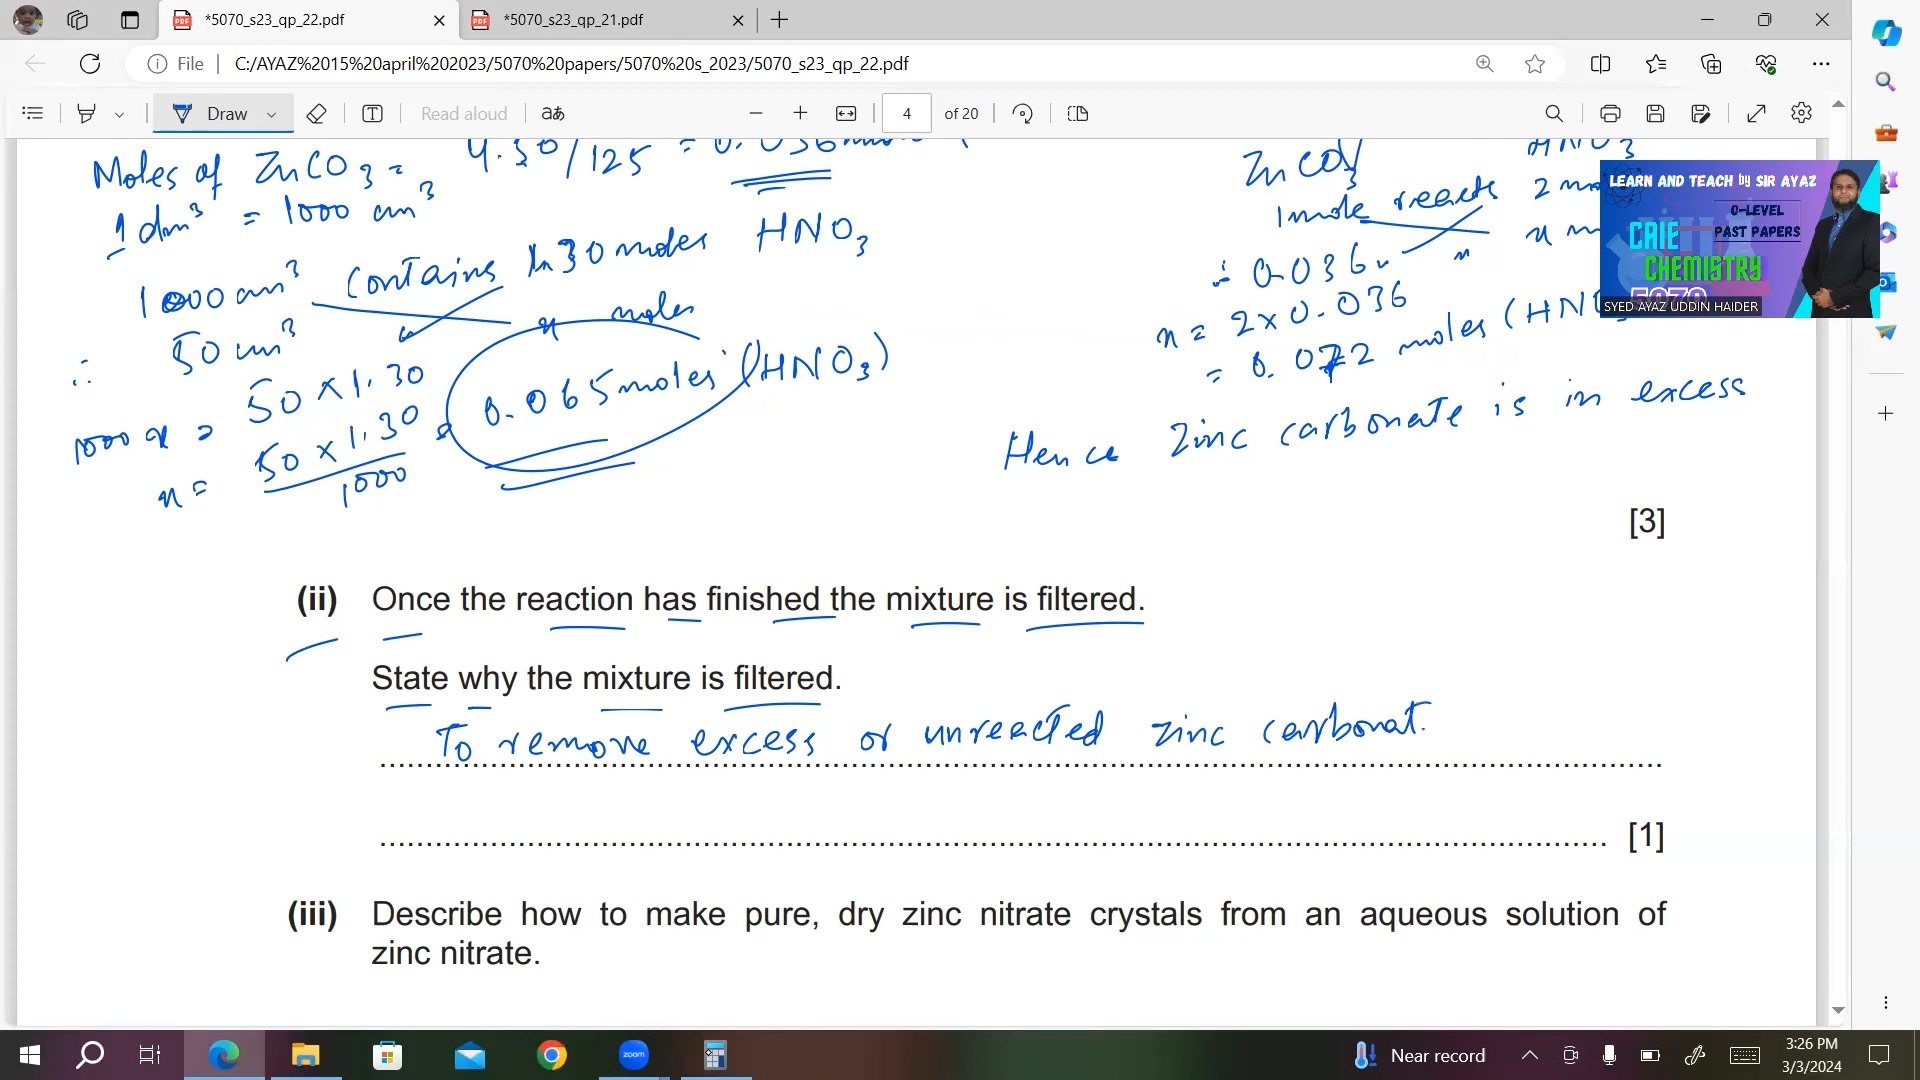 *5070_s23_qp_22.pdf
*5070_s23_qp_21.pdf
File
C:/AYAZ%2015%20april%202023/5070%20papers/5070%20s_2023/5070_s23_qp_22.pdf
Draw
Read aloud
4 of 20
Moles of ZnCO3 = 4.50/125 = 0.036
1 dm³ = 1000 cm³
1000 cm³ contains 1.30 moles HNO3
∴ 50 cm³ x moles
1000 x = 50 × 1.30
x = 50 × 1.30 / 1000 = 0.065 moles (HNO3)
ZnCO3 HNO3
1 mole reacts 2
∴ 0.036 x
x = 2 × 0.036
= 0.072 moles
Hence Zinc carbonate is in excess
LEARN AND TEACH by SIR AYAZ
O-LEVEL
PAST PAPERS
CAIE
CHEMISTRY
5070
SYED AYAZ UDDIN HAIDER
[3]
(ii) Once the reaction has finished the mixture is filtered.
State why the mixture is filtered.
To remove excess or unreacted zinc carbonat.
[1]
(iii) Describe how to make pure, dry zinc nitrate crystals from an aqueous solution of
zinc nitrate.
zoom
Near record
3:26 PM
3/3/2024